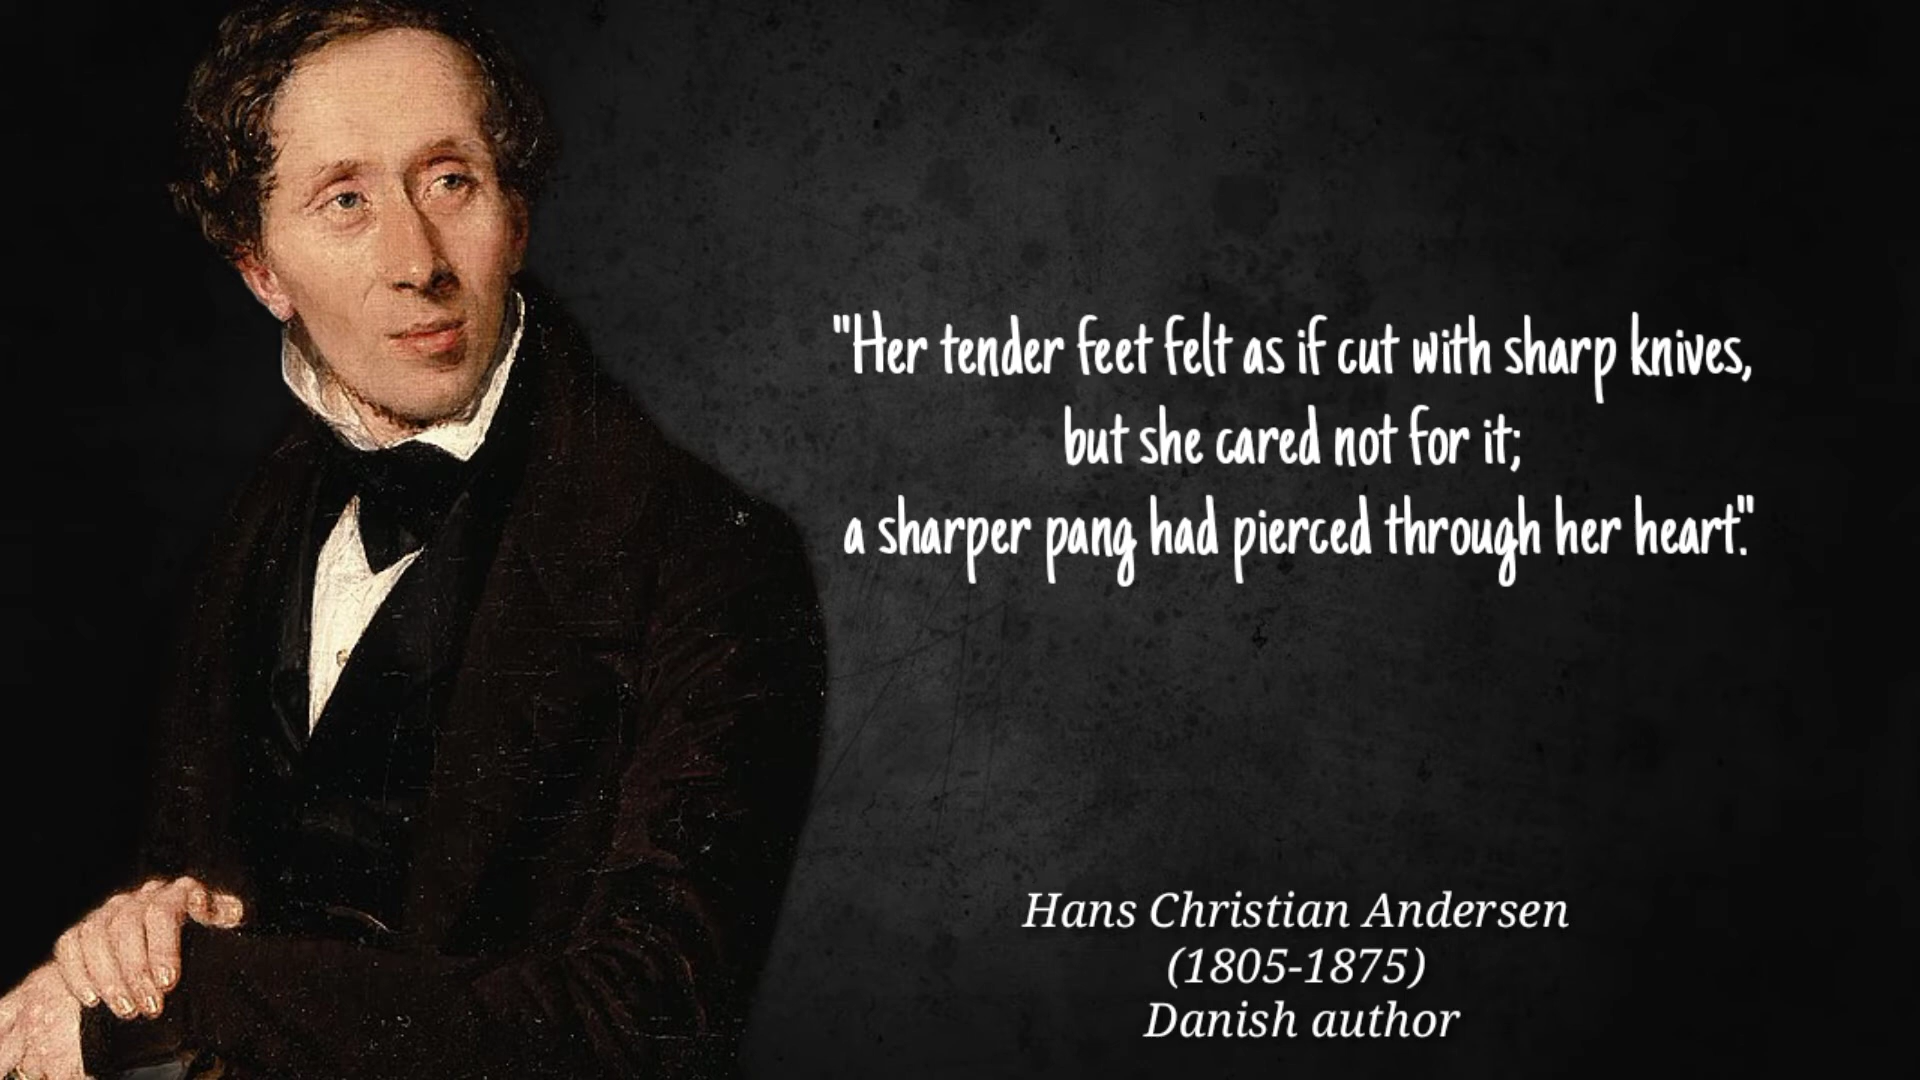 "Her tender feet felt as if cut with sharp knives,
but she cared not for it;
a sharper pang had pierced through her heart."
Hans Christian Andersen
(1805-1875)
Danish author